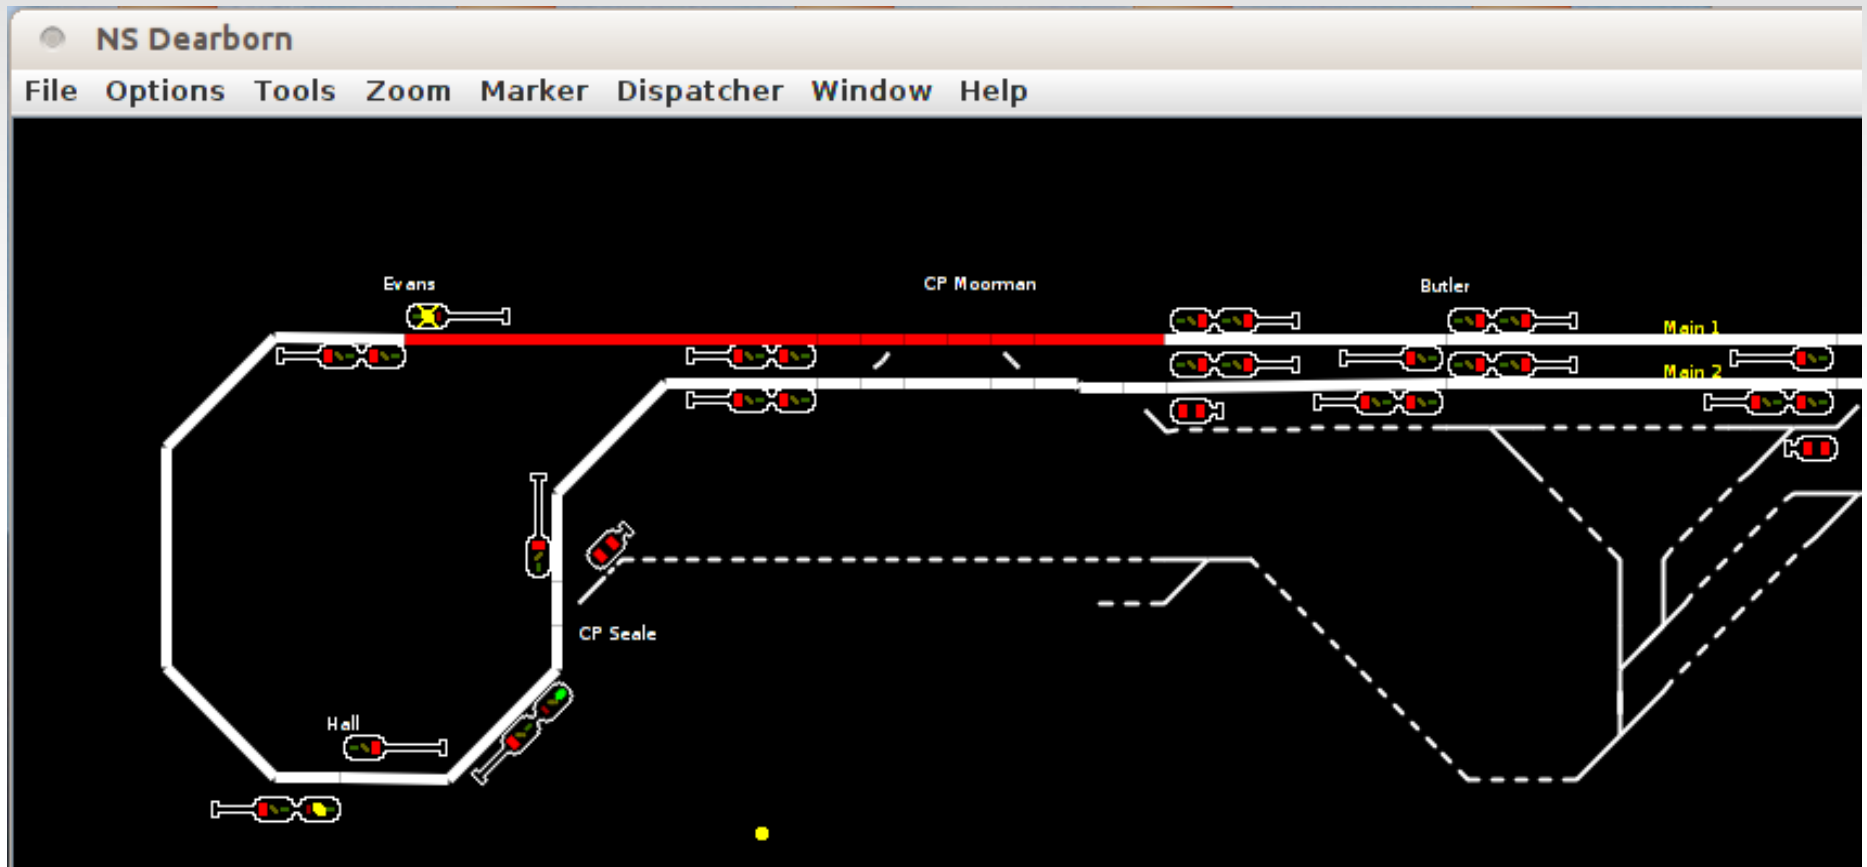 NS Dearborn
File Options Tools Zoom Marker Dispatcher Window Help
Evans
CP Moorman
Butler
Main 1
Main 2
CP Seale
Hall